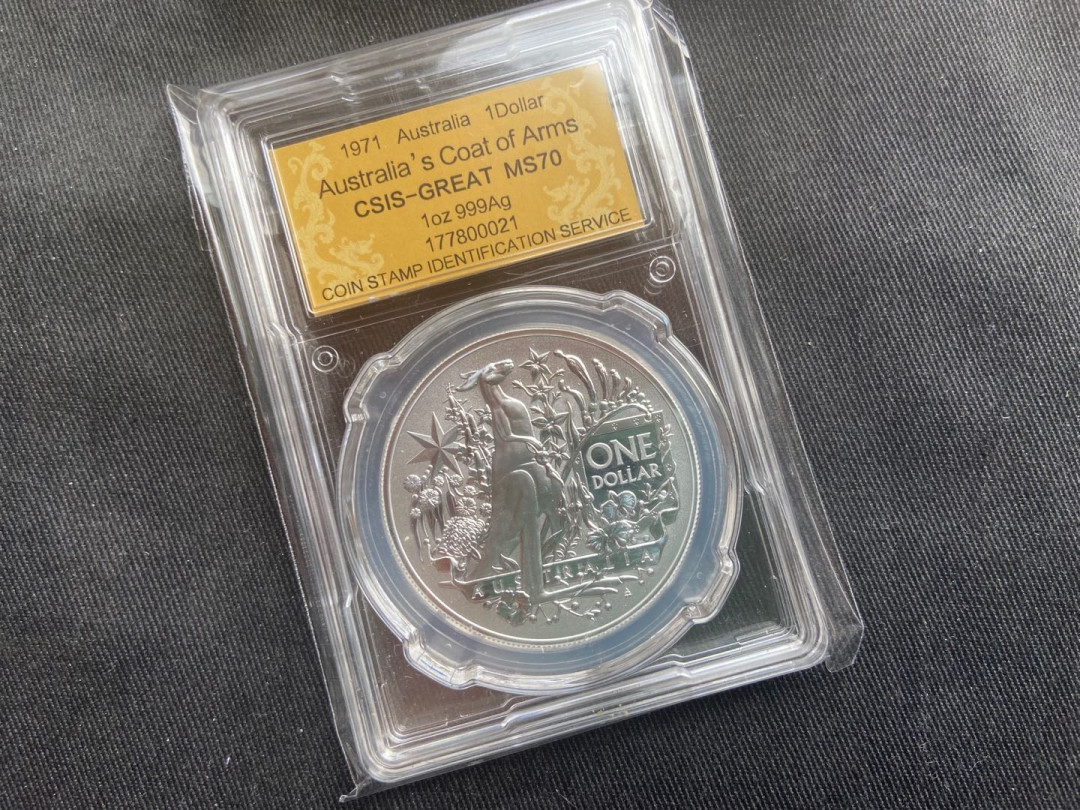 1971 Australia 1Dollar
Australia's Coat of Arms
CSIS-GREAT MS70
1oz 999Ag
177800021
COIN STAMP IDENTIFICATION SERVICE
ONE
DOLLAR
AUSTRALIA
A